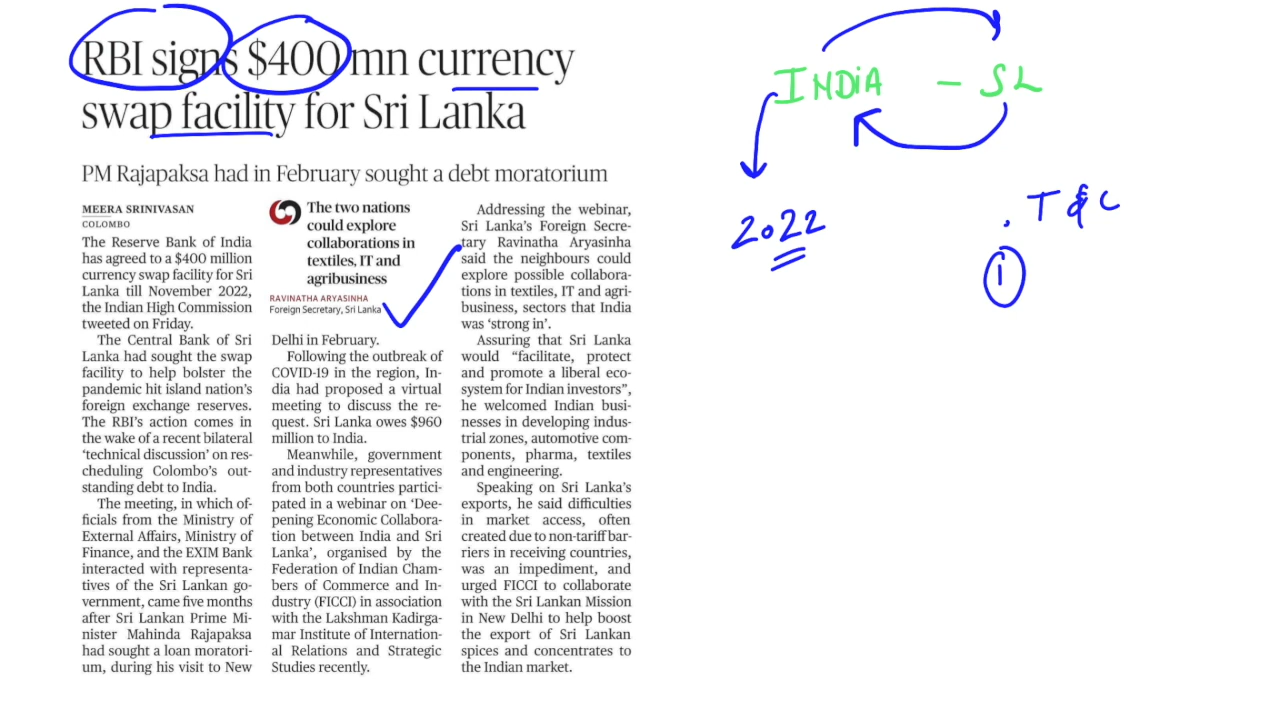 RBI signs $400 mn currency
swap facility for Sri Lanka
PM Rajapaksa had in February sought a debt moratorium
MEERA SRINIVASAN
COLOMBO
The Reserve Bank of India
has agreed to a $400 million
currency swap facility for Sri
Lanka till November 2022,
the Indian High Commission
tweeted on Friday.
The Central Bank of Sri
Lanka had sought the swap
facility to help bolster the
pandemic hit island nation's
foreign exchange reserves.
The RBI's action comes in
the wake of a recent bilateral
'technical discussion' on res-
cheduling Colombo's out-
standing debt to India.
The meeting, in which of-
ficials from the Ministry of
External Affairs, Ministry of
Finance, and the EXIM Bank
interacted with representa-
tives of the Sri Lankan go-
vernment, came five months
after Sri Lankan Prime Mi-
nister Mahinda Rajapaksa
had sought a loan moratori-
um, during his visit to New
The two nations
could explore
collaborations in
textiles, IT and
agribusiness
RAVINATHA ARYASINHA
Foreign Secretary, Sri Lanka
Delhi in February.
Following the outbreak of
COVID-19 in the region, In-
dia had proposed a virtual
meeting to discuss the re-
quest. Sri Lanka owes $960
million to India.
Meanwhile, government
and industry representatives
from both countries partici-
pated in a webinar on 'Dee-
pening Economic Collabora-
tion between India and Sri
Lanka', organised by the
Federation of Indian Cham-
bers of Commerce and In-
dustry (FICCI) in association
with the Lakshman Kadirga-
mar Institute of Internation-
al Relations and Strategic
Studies recently.
Addressing the webinar,
Sri Lanka's Foreign Secre-
tary Ravinatha Aryasinha
said the neighbours could
explore possible collabora-
tions in textiles, IT and agri-
business, sectors that India
was 'strong in'.
Assuring that Sri Lanka
would "facilitate, protect
and promote a liberal eco-
system for Indian investors",
he welcomed Indian busi-
nesses in developing indus-
trial zones, automotive com-
ponents, pharma, textiles
and engineering.
Speaking on Sri Lanka's
exports, he said difficulties
in market access, often
created due to non-tariff bar-
riers in receiving countries,
was an impediment, and
urged FICCI to collaborate
with the Sri Lankan Mission
in New Delhi to help boost
the export of Sri Lankan
spices and concentrates to
the Indian market.
INDiA - SL
2022
. T & C
1